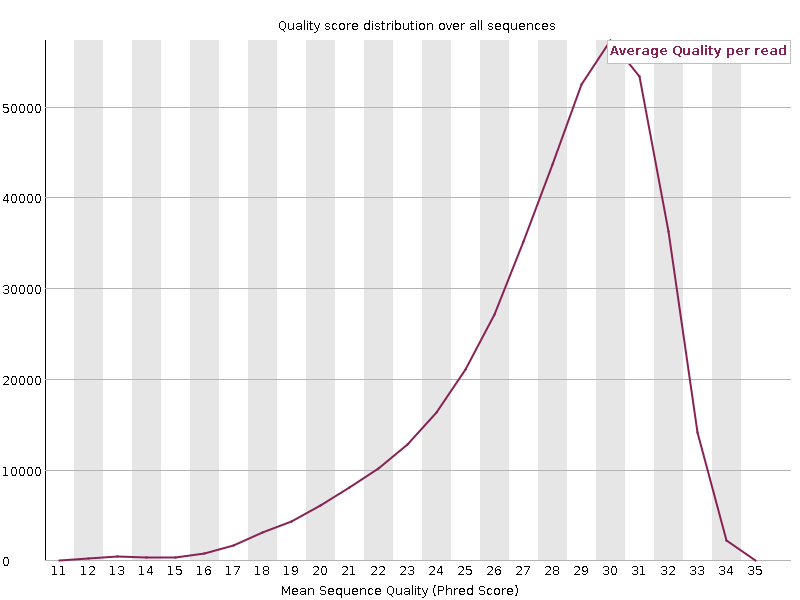 Quality score distribution over all sequences
Average Quality per read
50000
40000
30000
20000
10000
0
11 12 13 14 15 16 17 18 19 20 21 22 23 24 25 26 27 28 29 30 31 32 33 34 35
Mean Sequence Quality (Phred Score)